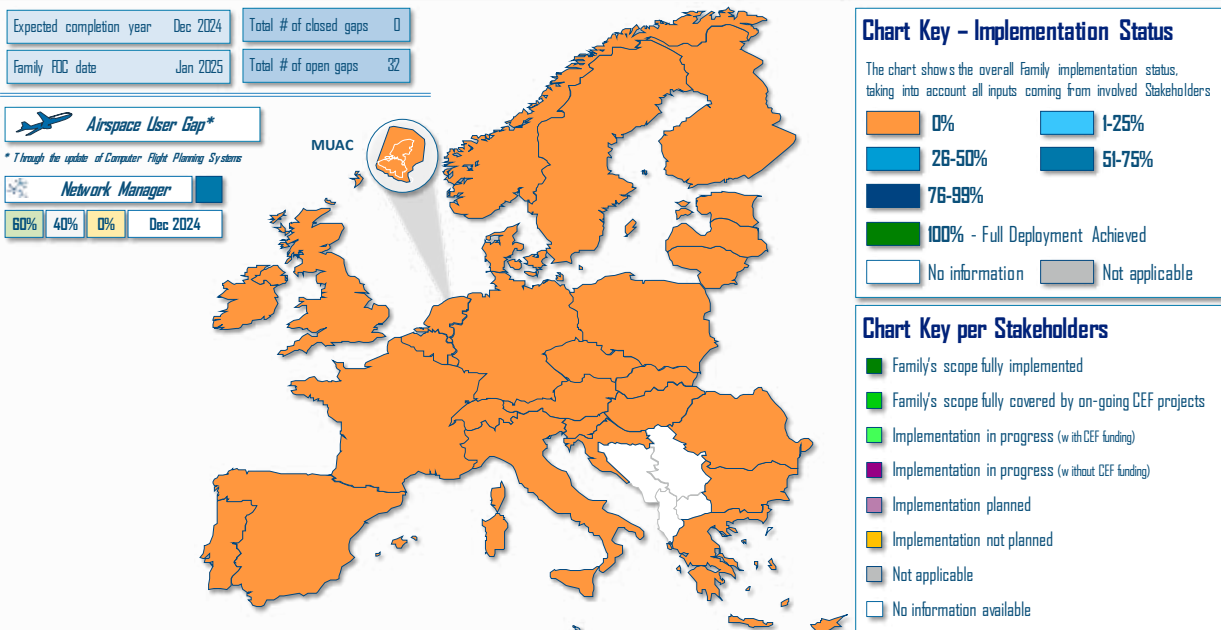 Expected completion year Dec 2024
Total # of closed gaps 0
Family FOC date Jan 2025
Total # of open gaps 32
Airspace User Gap*
* Through the update of Computer Flight Planning Systems
Network Manager
60% 40% 0% Dec 2024
MUAC
Chart Key – Implementation Status
The chart shows the overall Family implementation status,
taking into account all inputs coming from involved Stakeholders
0% 1-25%
26-50% 51-75%
76-99%
100% - Full Deployment Achieved
No information Not applicable
Chart Key per Stakeholders
Family's scope fully implemented
Family's scope fully covered by on-going CEF projects
Implementation in progress (with CEF funding)
Implementation in progress (without CEF funding)
Implementation planned
Implementation not planned
Not applicable
No information available